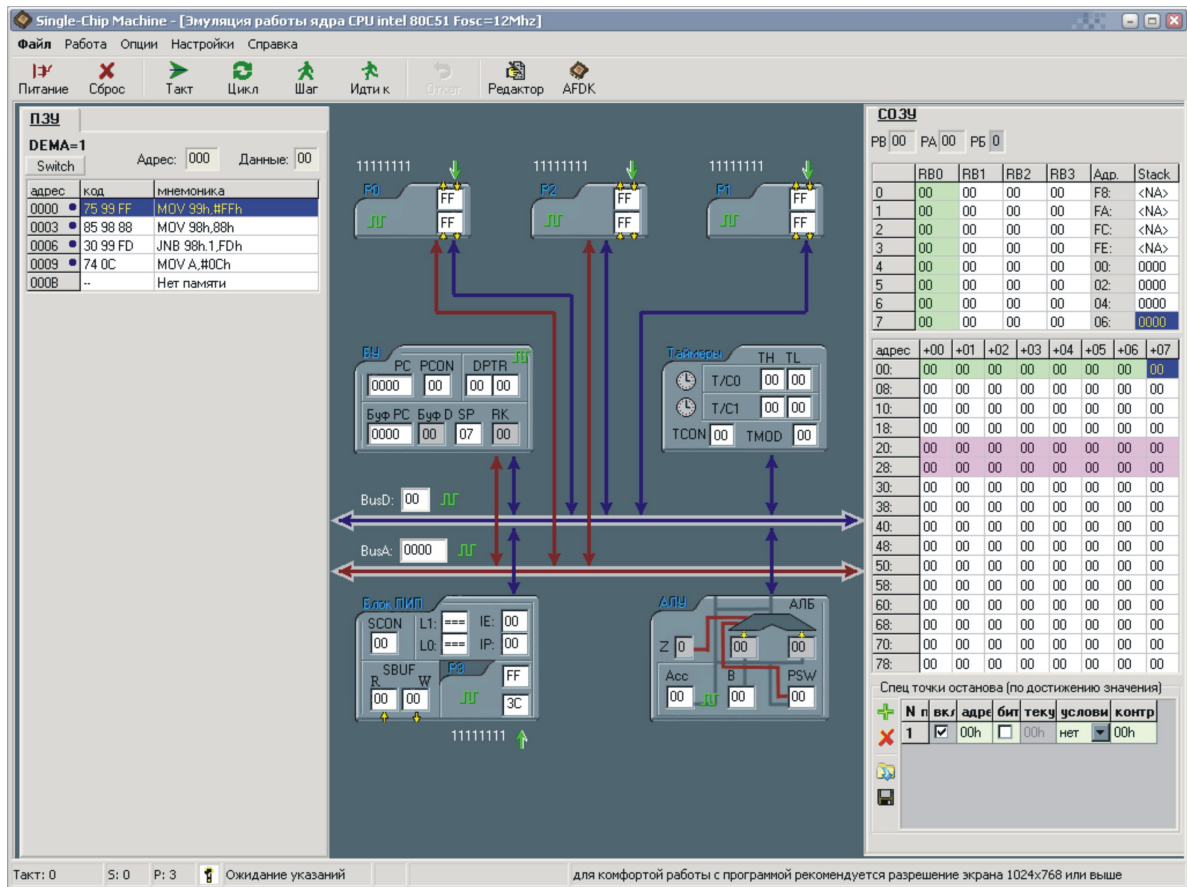 Single-Chip Machine - [Эмуляция работы ядра CPU intel 80C51 Fosc=12Mhz]
Файл Работа Опции Настройки Справка
Питание Сброс Такт Цикл Шаг Идти к Откат Редактор AFDK
ПЗУ
DEMA=1
Switch Адрес: 000 Данные: 00
адрес код мнемоника
0000 75 99 FF MOV 99h,#FFh
0003 85 98 88 MOV 98h,88h
0006 30 99 FD JNB 98h.1,FDh
0009 74 0C MOV A,#0Ch
000B -- Нет памяти
11111111 11111111 11111111
P0 FF FF
P2 FF FF
P1 FF FF
БУ
PC PCON DPTR
0000 00 00 00
Буф PC Буф D SP RK
0000 00 07 00
Таймеры TH TL
T/C0 00 00
T/C1 00 00
TCON 00 TMOD 00
BusD: 00
BusA: 0000
Блок ПИП
SCON L1: === IE: 00
00 L0: === IP: 00
SBUF P3 FF
R W
00 00 3C
11111111
АЛУ АЛБ
Z 0 00 00
Acc B PSW
00 00 00
СОЗУ
РВ 00 РА 00 РБ 0
RB0 RB1 RB2 RB3 Адр. Stack
0 00 00 00 00 F8: <NA>
1 00 00 00 00 FA: <NA>
2 00 00 00 00 FC: <NA>
3 00 00 00 00 FE: <NA>
4 00 00 00 00 00: 0000
5 00 00 00 00 02: 0000
6 00 00 00 00 04: 0000
7 00 00 00 00 06: 0000
адрес +00 +01 +02 +03 +04 +05 +06 +07
00: 00 00 00 00 00 00 00 00
08: 00 00 00 00 00 00 00 00
10: 00 00 00 00 00 00 00 00
18: 00 00 00 00 00 00 00 00
20: 00 00 00 00 00 00 00 00
28: 00 00 00 00 00 00 00 00
30: 00 00 00 00 00 00 00 00
38: 00 00 00 00 00 00 00 00
40: 00 00 00 00 00 00 00 00
48: 00 00 00 00 00 00 00 00
50: 00 00 00 00 00 00 00 00
58: 00 00 00 00 00 00 00 00
60: 00 00 00 00 00 00 00 00
68: 00 00 00 00 00 00 00 00
70: 00 00 00 00 00 00 00 00
78: 00 00 00 00 00 00 00 00
Спец точки останова (по достижению значения)
N п вкл адре бит теку услови контр
1 00h 00h нет 00h
Такт: 0 S: 0 P: 3 Ожидание указаний для комфортой работы с программой рекомендуется разрешение экрана 1024x768 или выше